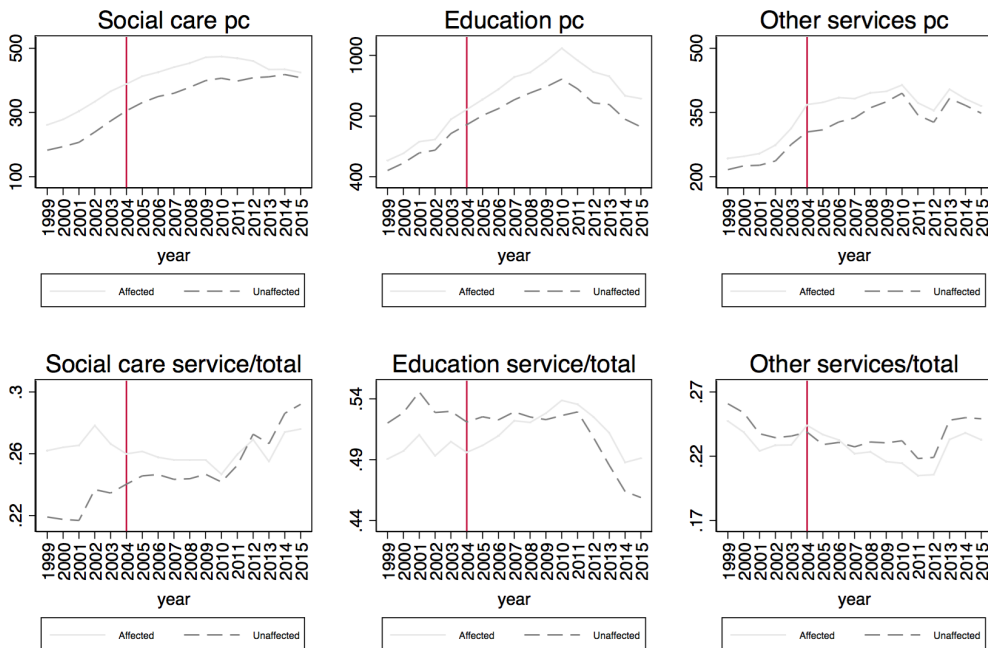 Social care pc
500
300
100
1999 2000 2001 2002 2003 2004 2005 2006 2007 2008 2009 2010 2011 2012 2013 2014 2015
year
Affected Unaffected
Education pc
1000
700
400
1999 2000 2001 2002 2003 2004 2005 2006 2007 2008 2009 2010 2011 2012 2013 2014 2015
year
Affected Unaffected
Other services pc
350
200
1999 2000 2001 2002 2003 2004 2005 2006 2007 2008 2009 2010 2011 2012 2013 2014 2015
year
Affected Unaffected
Social care service/total
.3
.26
.22
1999 2000 2001 2002 2003 2004 2005 2006 2007 2008 2009 2010 2011 2012 2013 2014 2015
year
Affected Unaffected
Education service/total
.54
.49
.44
1999 2000 2001 2002 2003 2004 2005 2006 2007 2008 2009 2010 2011 2012 2013 2014 2015
year
Affected Unaffected
Other services/total
.27
.22
.17
1999 2000 2001 2002 2003 2004 2005 2006 2007 2008 2009 2010 2011 2012 2013 2014 2015
year
Affected Unaffected